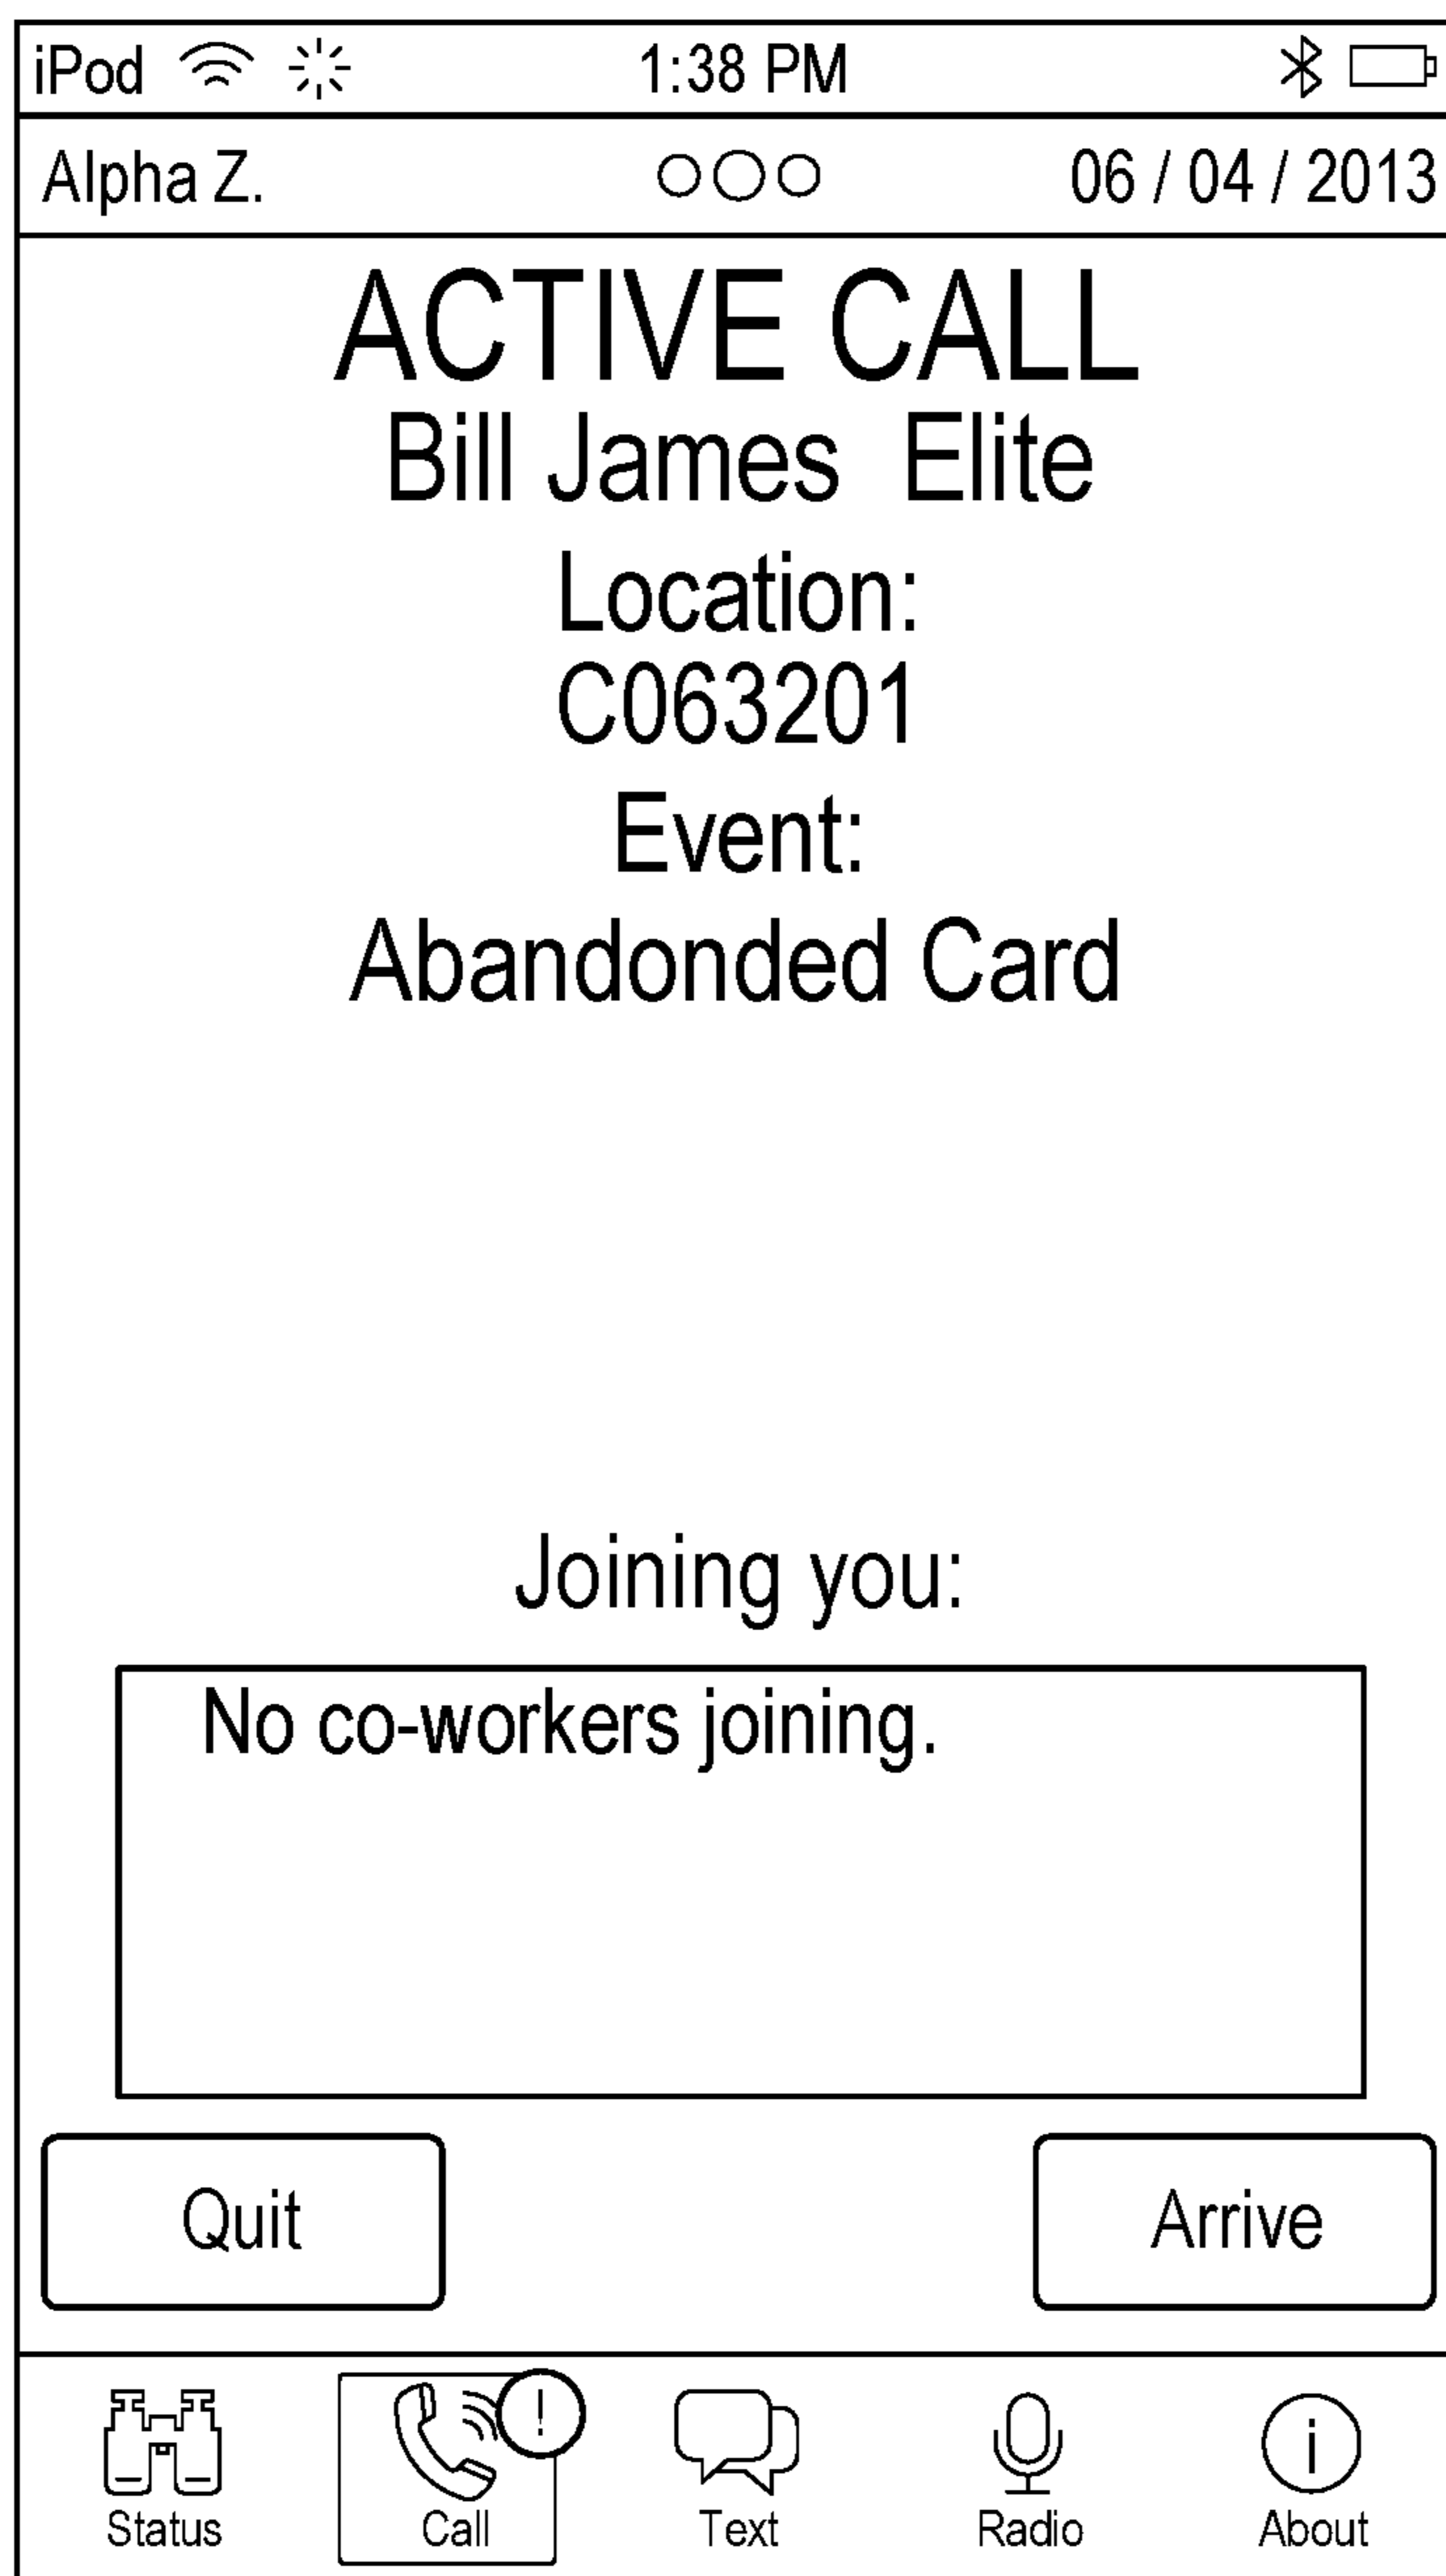 iPod 1:38 PM
Alpha Z. 06 / 04 / 2013
ACTIVE CALL
Bill James Elite
Location:
C063201
Event:
Abandonded Card
Joining you:
No co-workers joining.
Quit Arrive
!
i
Status Call Text Radio About